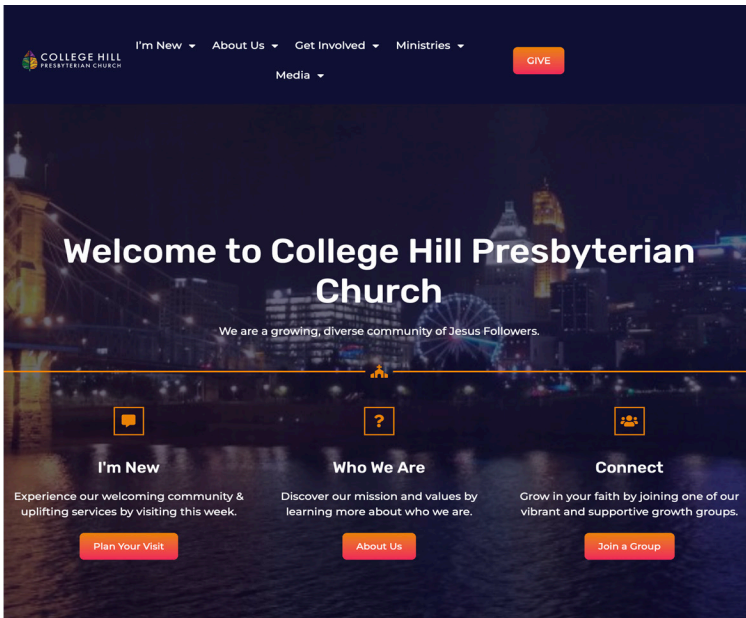 COLLEGE HILL
PRESBYTERIAN CHURCH
I'm New
About Us
Get Involved
Ministries
Media
GIVE
Welcome to College Hill Presbyterian
Church
We are a growing, diverse community of Jesus Followers.
I'm New
Experience our welcoming community &
uplifting services by visiting this week.
Plan Your Visit
?
Who We Are
Discover our mission and values by
learning more about who we are.
About Us
Connect
Grow in your faith by joining one of our
vibrant and supportive growth groups.
Join a Group